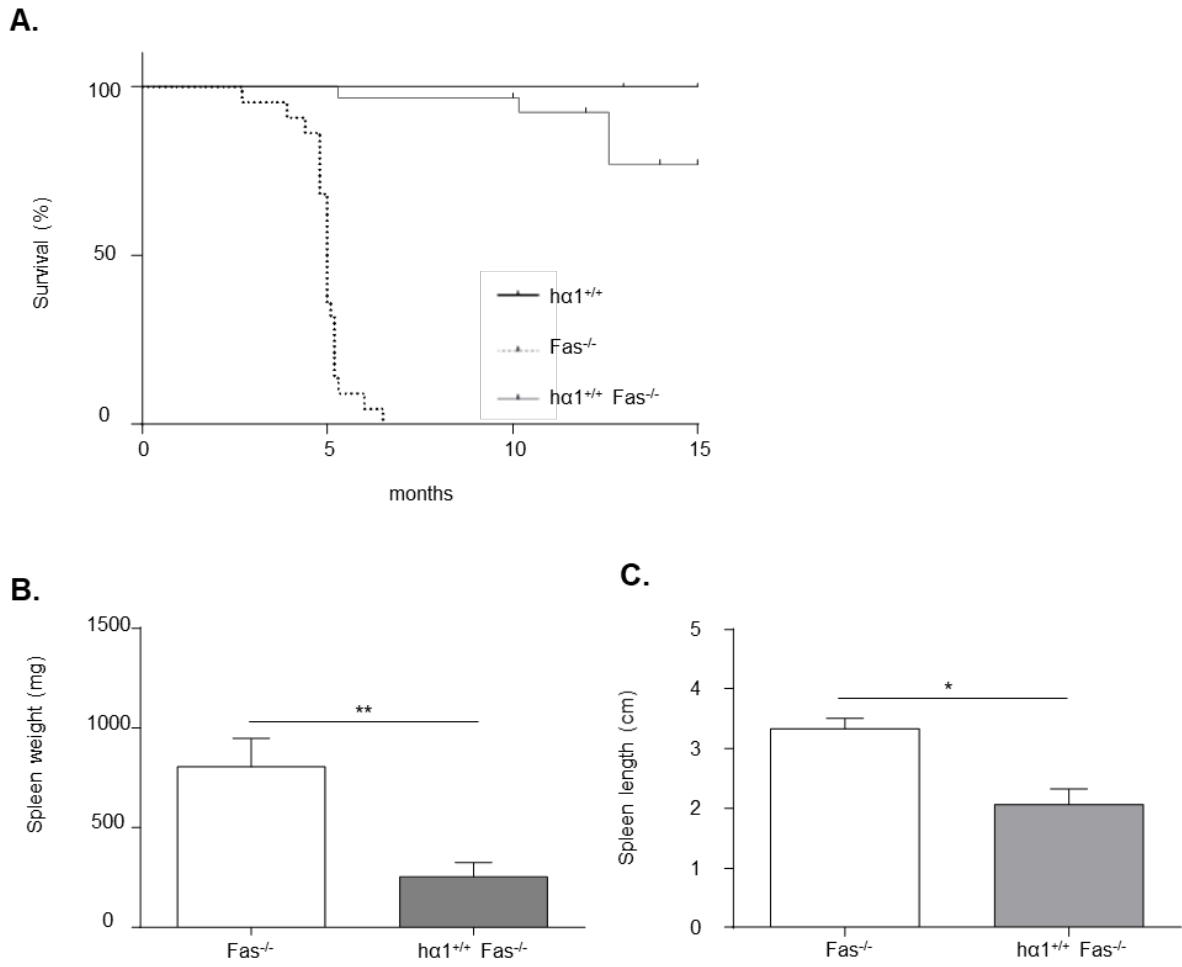 A.
Survival (%)
100
50
0
0 5 10 15
months
hα1+/+
Fas-/-
hα1+/+ Fas-/-
B.
Spleen weight (mg)
1500
1000
500
0
**
Fas-/- hα1+/+ Fas-/-
C.
Spleen length (cm)
5
4
3
2
1
0
*
Fas-/- hα1+/+ Fas-/-